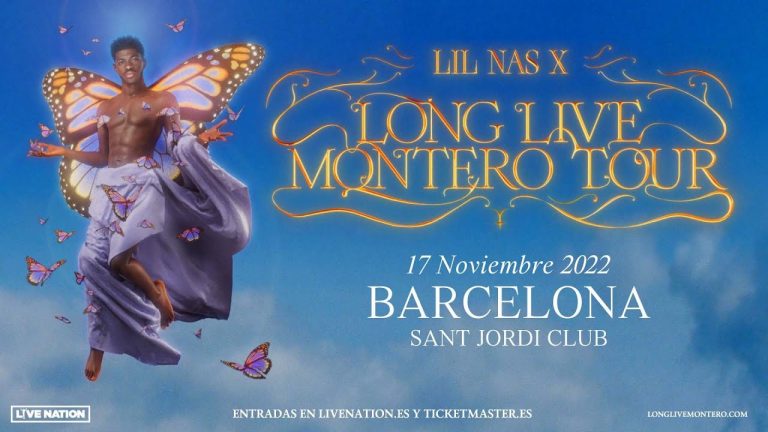 LIL NAS X
LONG LIVE
MONTERO TOUR
17 Noviembre 2022
BARCELONA
SANT JORDI CLUB
LIVE NATION
ENTRADAS EN LIVENATION.ES Y TICKETMASTER.ES
LONGLIVEMONTERO.COM